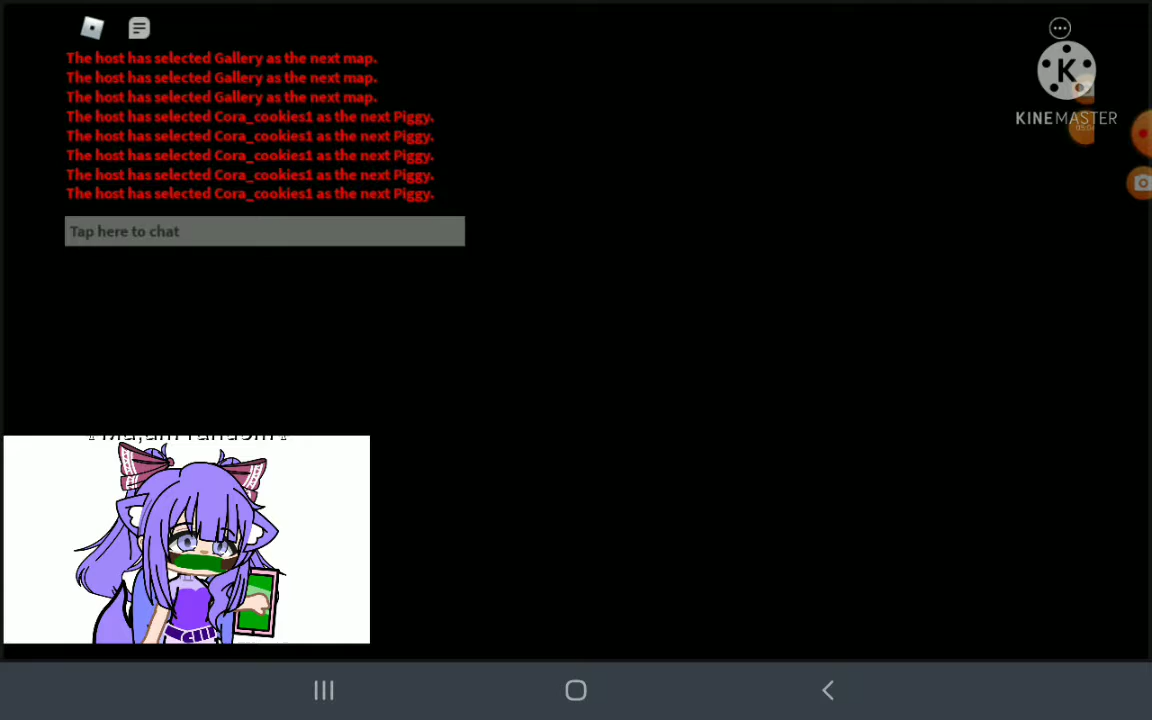 The host has selected Gallery as the next map.
The host has selected Gallery as the next map.
The host has selected Gallery as the next map.
The host has selected Cora_cookies1 as the next Piggy.
The host has selected Cora_cookies1 as the next Piggy.
The host has selected Cora_cookies1 as the next Piggy.
The host has selected Cora_cookies1 as the next Piggy.
The host has selected Cora_cookies1 as the next Piggy.
Tap here to chat
K
KINEMASTER